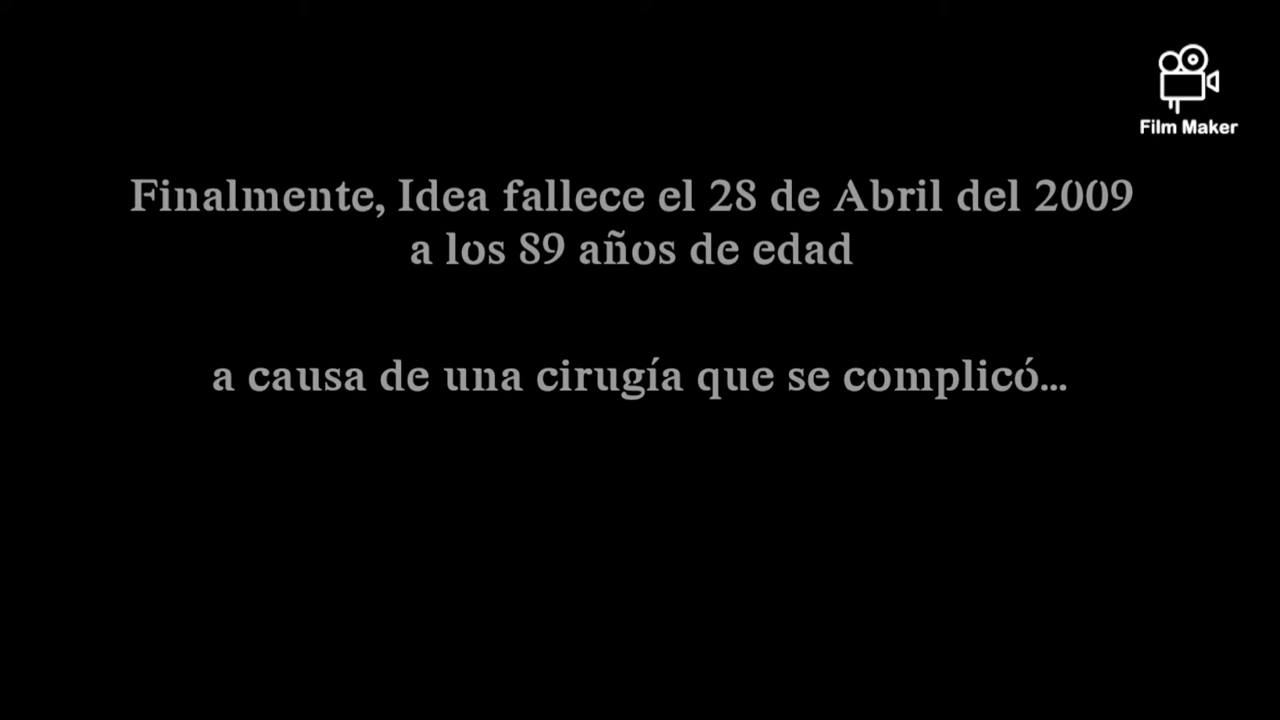 Film Maker
Finalmente, Idea fallece el 28 de Abril del 2009
a los 89 años de edad
a causa de una cirugía que se complicó...